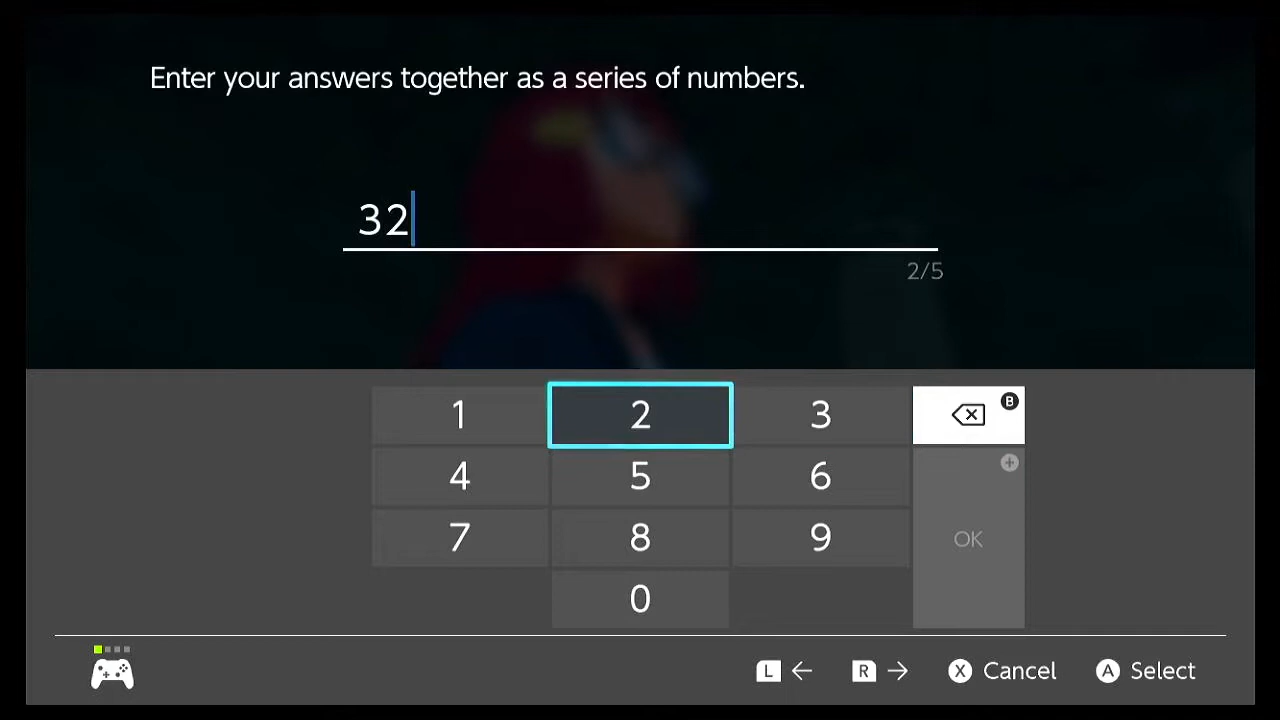 Enter your answers together as a series of numbers.
32
2/5
1 2 3 B
4 5 6
7 8 9 OK
0
L ← R → X Cancel A Select